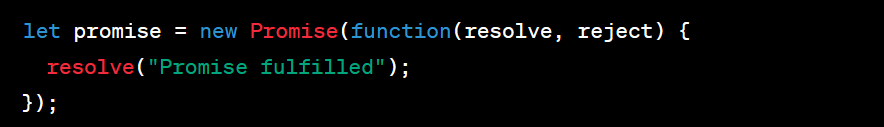 let promise = new Promise(function(resolve, reject) {
  resolve("Promise fulfilled");
});